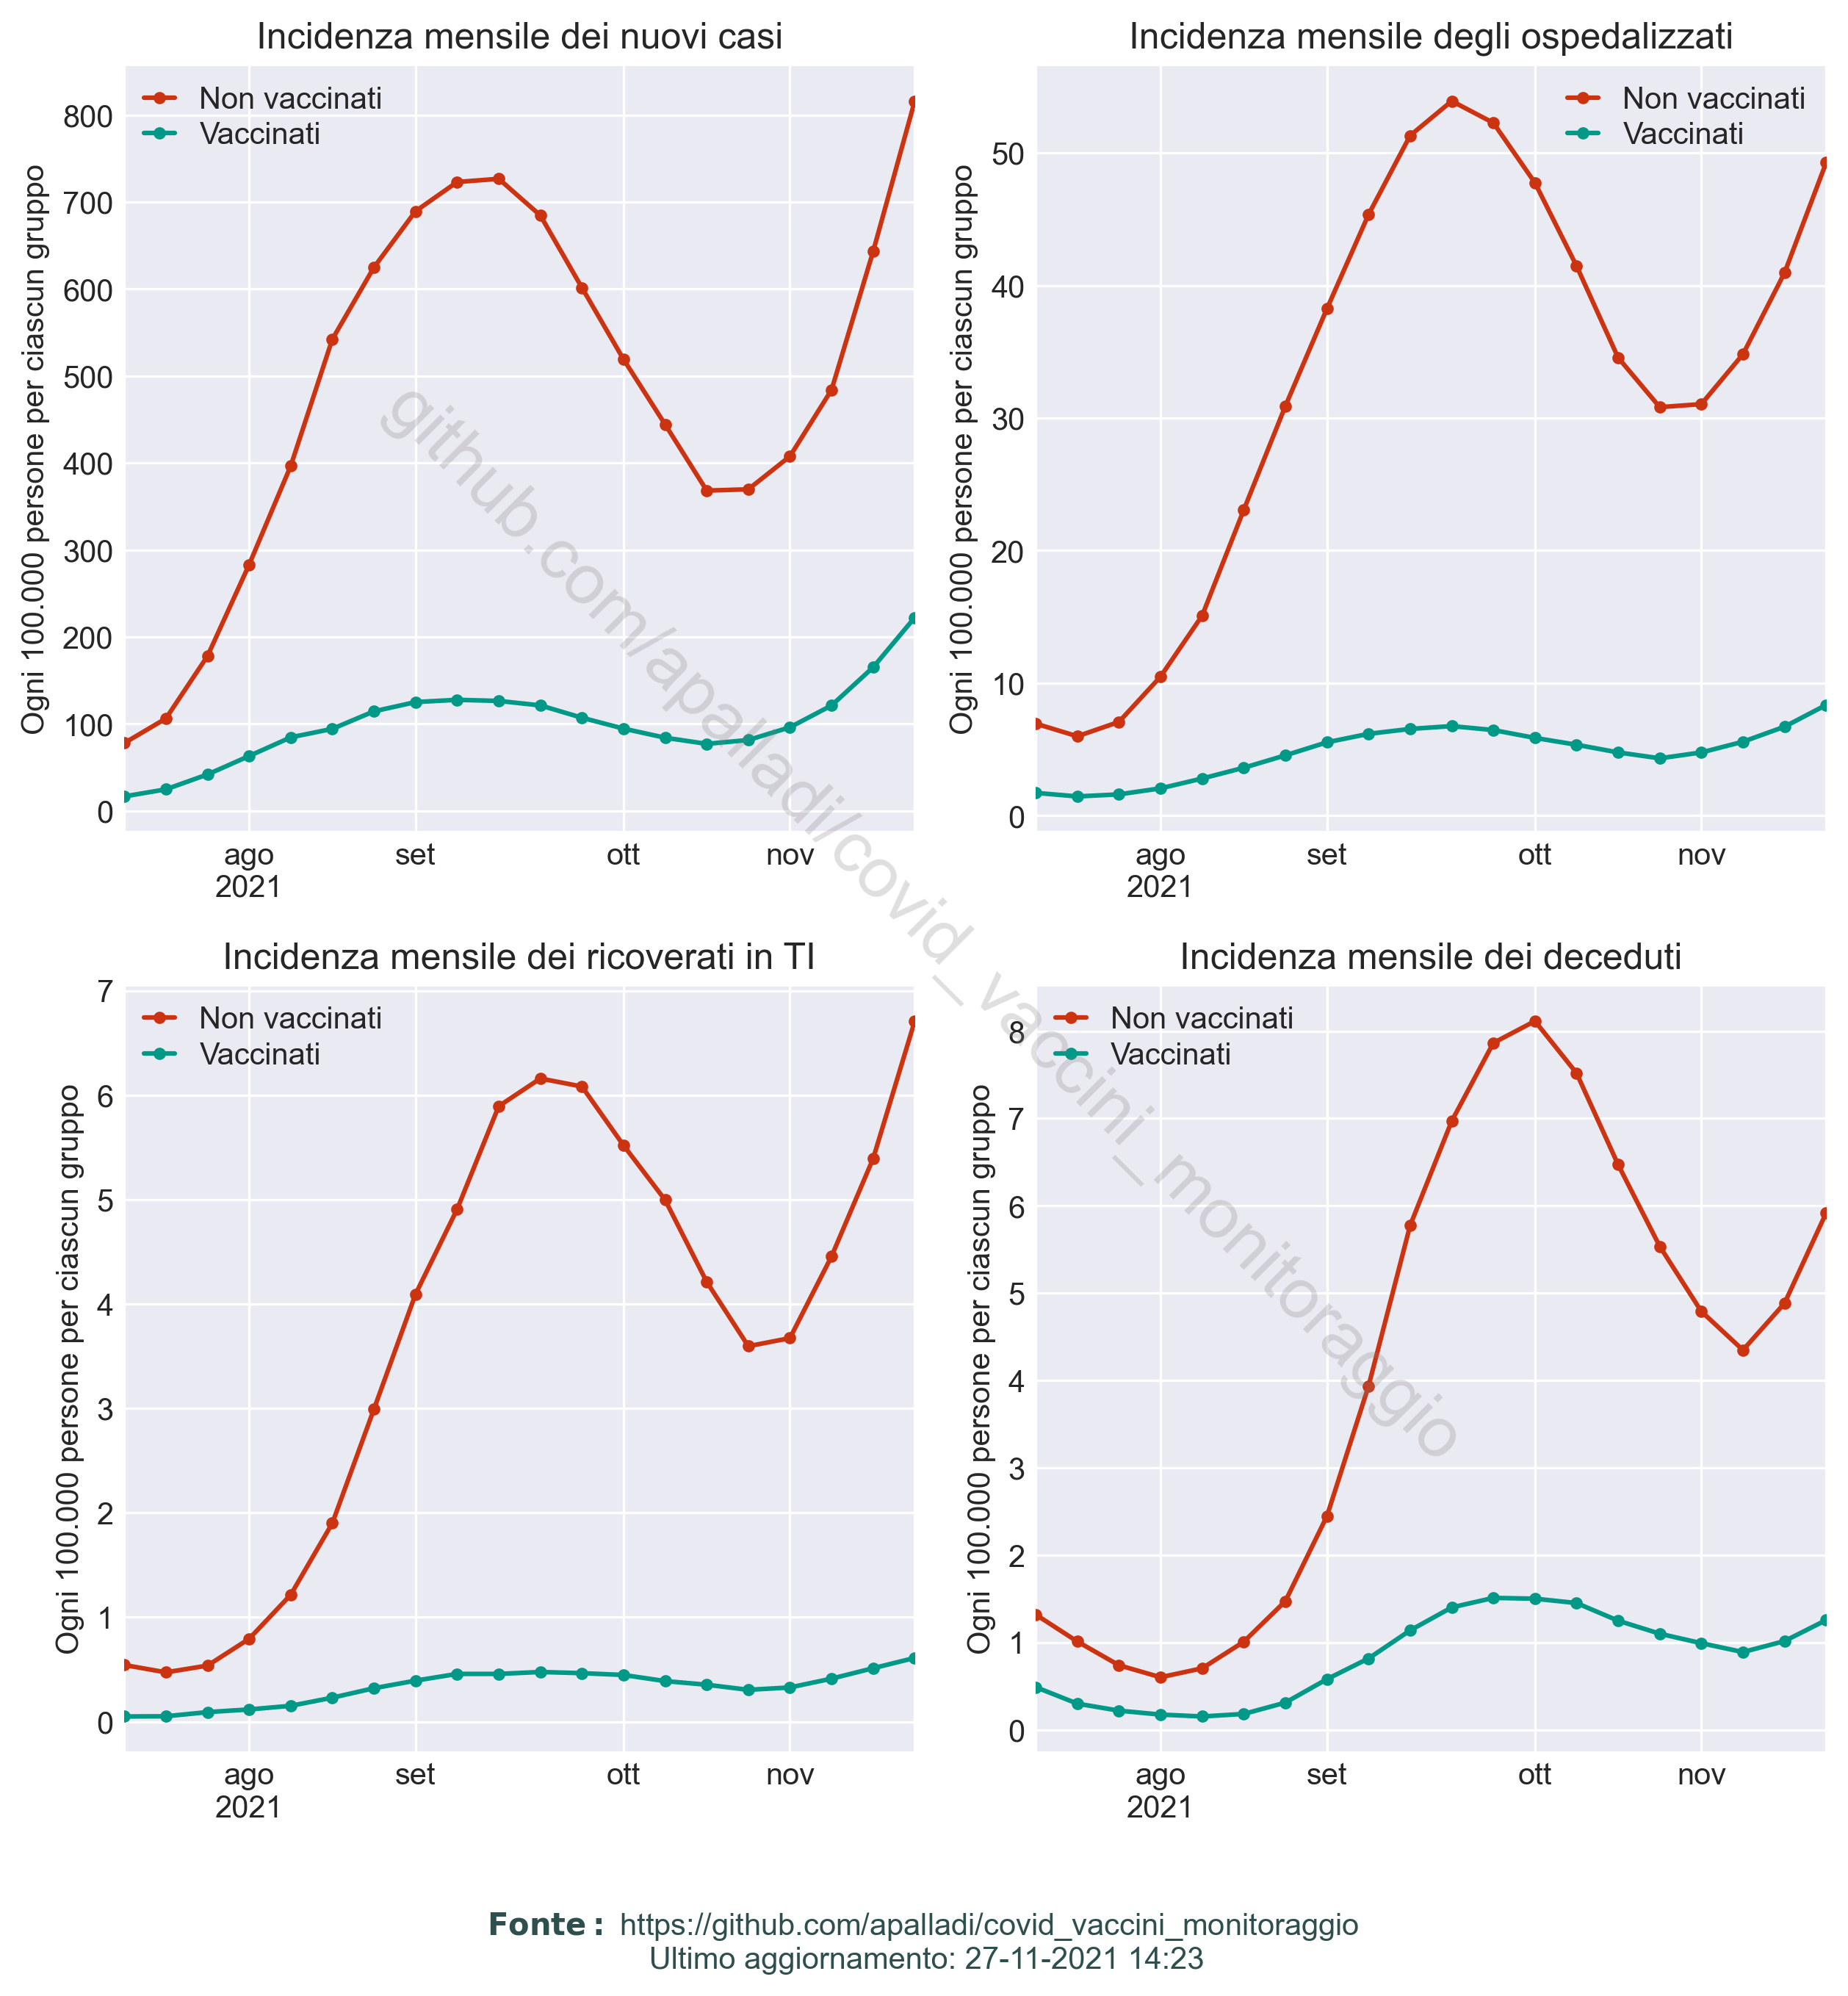 Incidenza mensile dei nuovi casi
Non vaccinati
Vaccinati
Ogni 100.000 persone per ciascun gruppo
800
700
600
500
400
300
200
100
0
ago
2021
set
ott
nov
Incidenza mensile degli ospedalizzati
Non vaccinati
Vaccinati
Ogni 100.000 persone per ciascun gruppo
50
40
30
20
10
0
ago
2021
set
ott
nov
Incidenza mensile dei ricoverati in TI
Non vaccinati
Vaccinati
Ogni 100.000 persone per ciascun gruppo
7
6
5
4
3
2
1
0
ago
2021
set
ott
nov
Incidenza mensile dei deceduti
Non vaccinati
Vaccinati
Ogni 100.000 persone per ciascun gruppo
8
7
6
5
4
3
2
1
0
ago
2021
set
ott
nov
github.com/apalladi/covid_vaccini_monitoraggio
Fonte: https://github.com/apalladi/covid_vaccini_monitoraggio
Ultimo aggiornamento: 27-11-2021 14:23